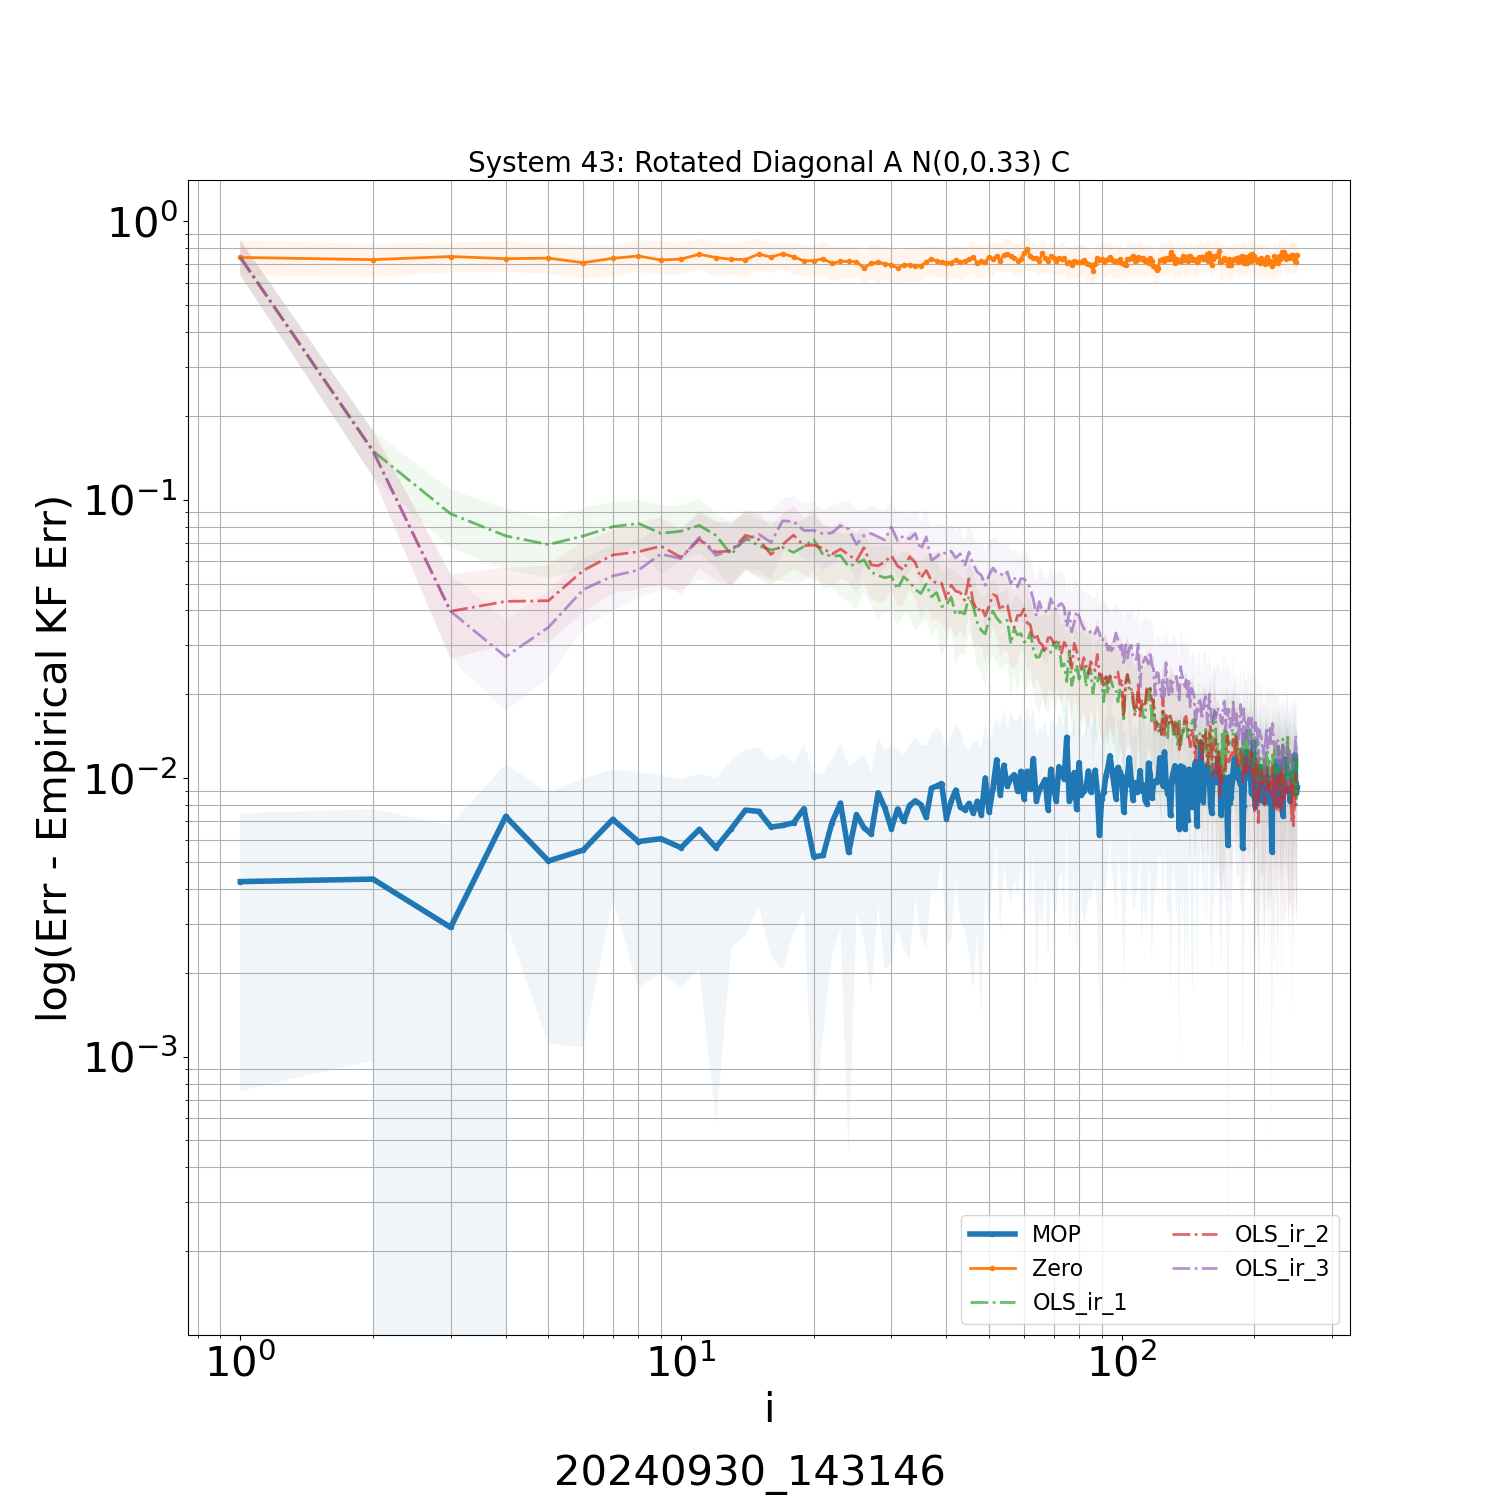 System 43: Rotated Diagonal A N(0,0.33) C
log(Err - Empirical KF Err)
10⁰
10⁻¹
10⁻²
10⁻³
MOP
Zero
OLS_ir_1
OLS_ir_2
OLS_ir_3
10⁰ 10¹ 10²
i
20240930_143146